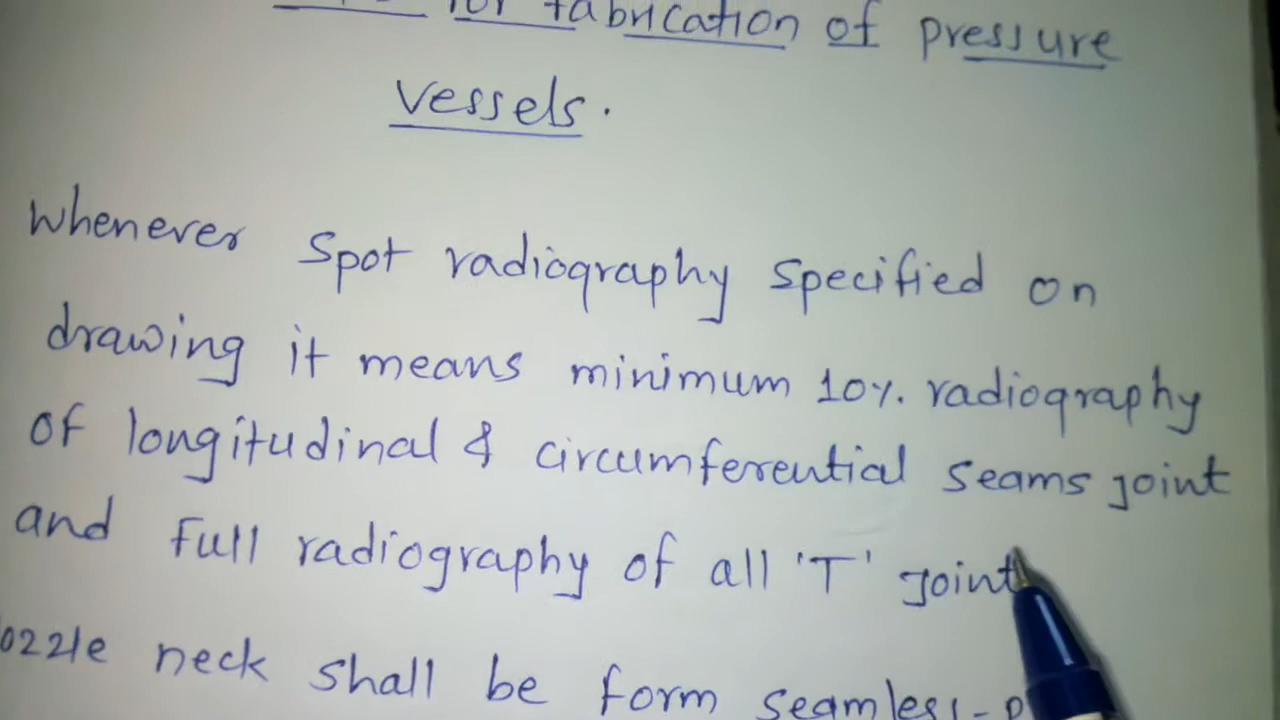 for fabrication of pressure
vessels.
Whenever Spot radiography specified on
drawing it means minimum 10%. radiography
of longitudinal & circumferential seams joint
and full radiography of all 'T' joint
neck shall be form seamless